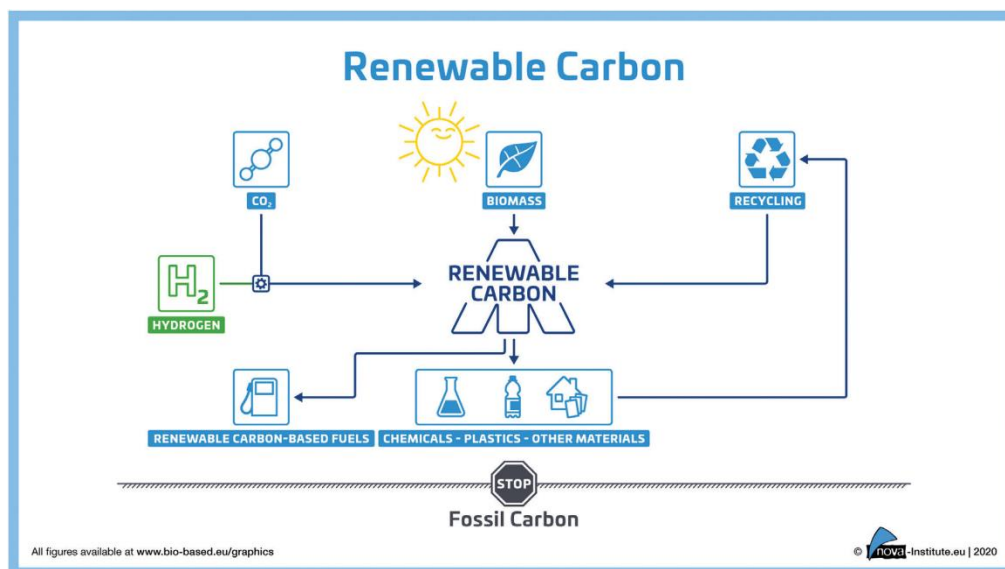 Renewable Carbon
CO₂
BIOMASS
RECYCLING
RENEWABLE
CARBON
H₂
HYDROGEN
RENEWABLE CARBON-BASED FUELS
CHEMICALS – PLASTICS – OTHER MATERIALS
STOP
Fossil Carbon
All figures available at www.bio-based.eu/graphics
© nova-Institute.eu | 2020